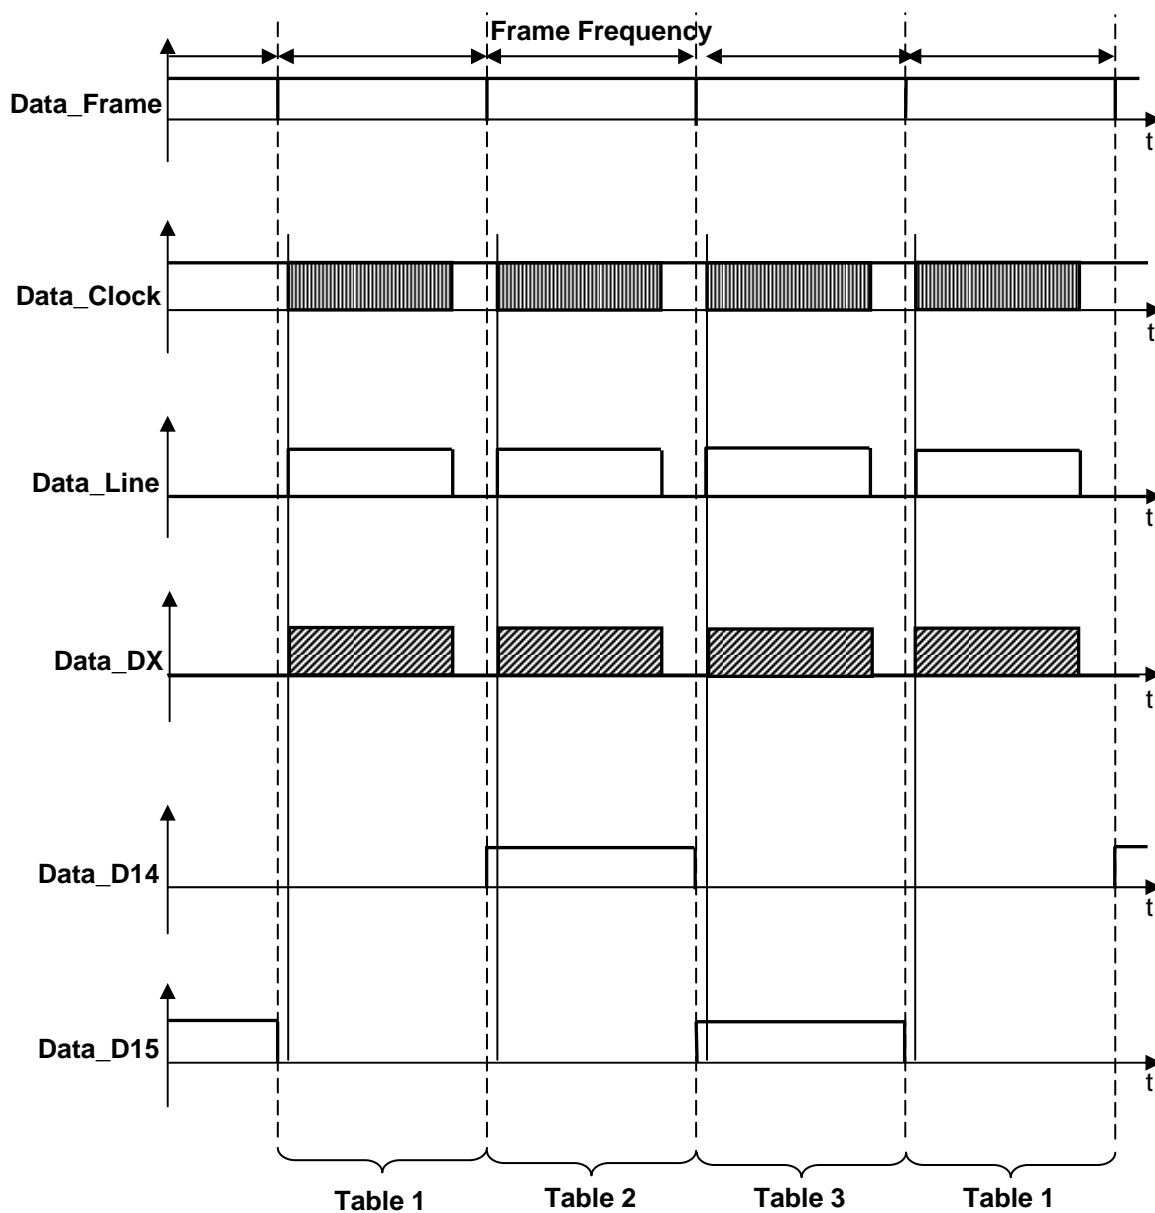 Frame Frequency
Data_Frame
t
Data_Clock
t
Data_Line
t
Data_DX
t
Data_D14
t
Data_D15
t
Table 1
Table 2
Table 3
Table 1